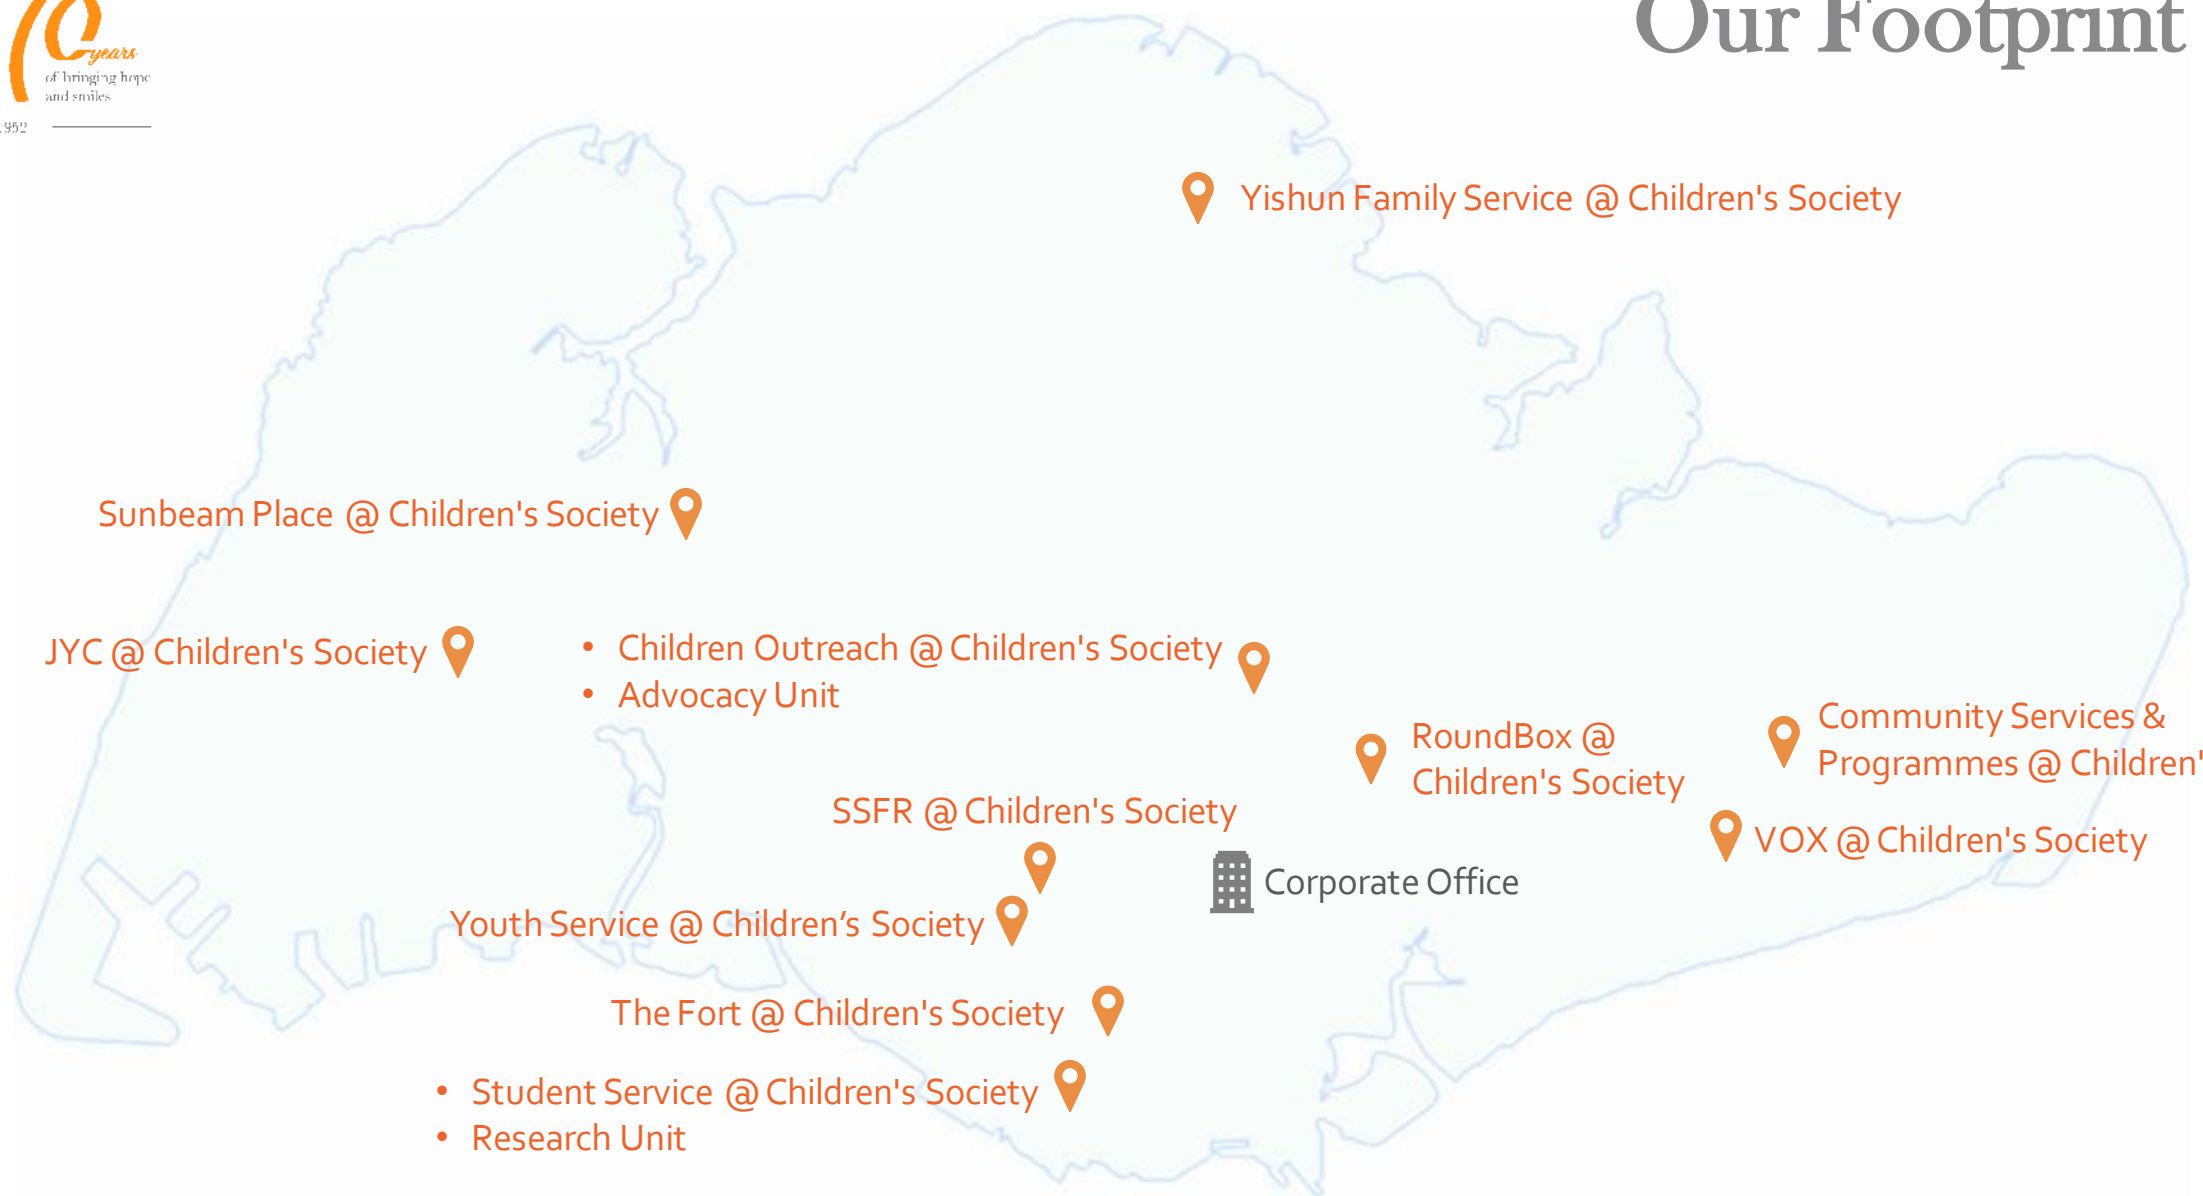 Our Footprint
years
of bringing hope
and smiles
1952
Yishun Family Service @ Children's Society
Sunbeam Place @ Children's Society
JYC @ Children's Society
• Children Outreach @ Children's Society
• Advocacy Unit
RoundBox @
Children's Society
Community Services &
Programmes @ Children'
SSFR @ Children's Society
VOX @ Children's Society
Corporate Office
Youth Service @ Children’s Society
The Fort @ Children's Society
• Student Service @ Children's Society
• Research Unit